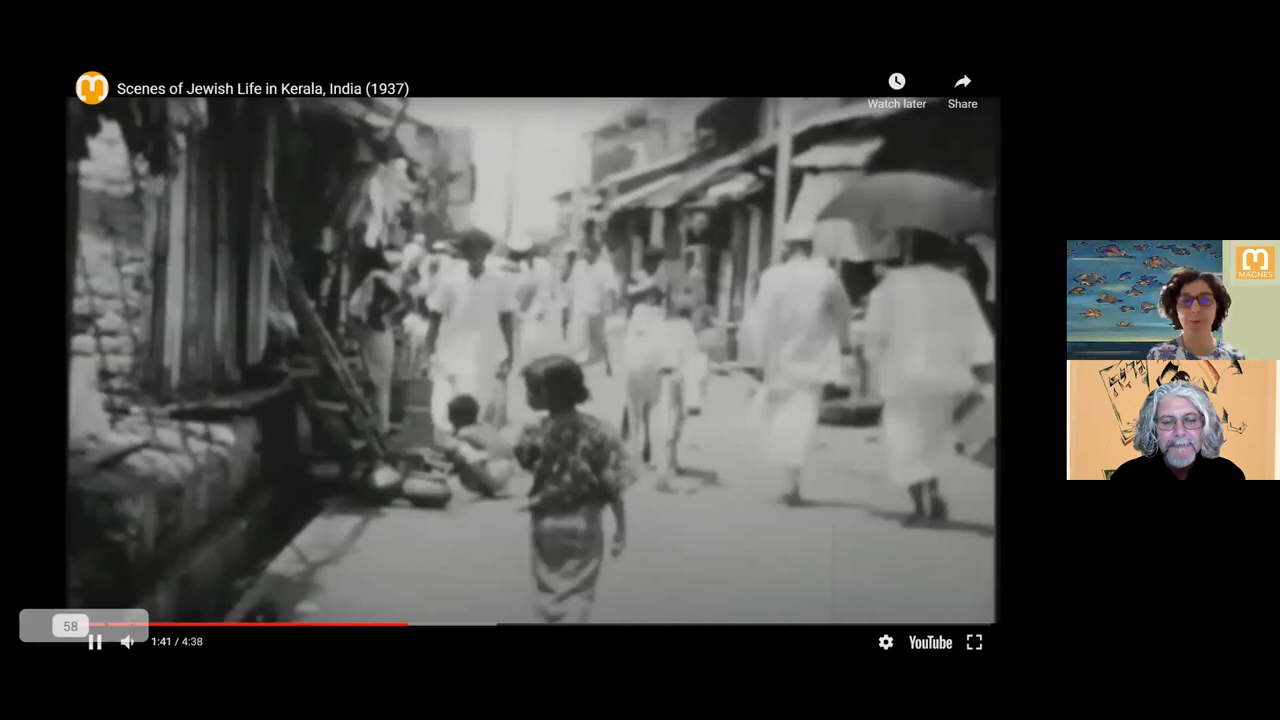 Scenes of Jewish Life in Kerala, India (1937)
Watch later
Share
MAGNES
58
1:41 / 4:38
YouTube